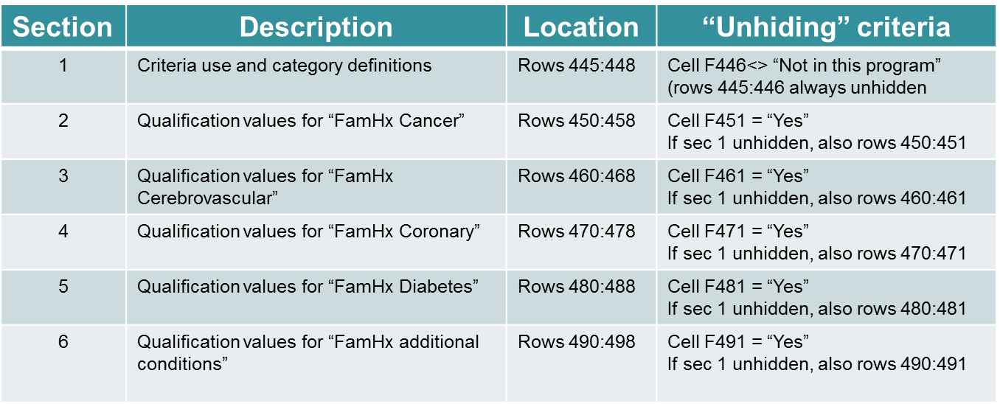 Section Description Location “Unhiding” criteria
1 Criteria use and category definitions Rows 445:448 Cell F446<> “Not in this program”
(rows 445:446 always unhidden
2 Qualification values for “FamHx Cancer” Rows 450:458 Cell F451 = “Yes”
If sec 1 unhidden, also rows 450:451
3 Qualification values for “FamHx Rows 460:468 Cell F461 = “Yes”
Cerebrovascular” If sec 1 unhidden, also rows 460:461
4 Qualification values for “FamHx Coronary” Rows 470:478 Cell F471 = “Yes”
If sec 1 unhidden, also rows 470:471
5 Qualification values for “FamHx Diabetes” Rows 480:488 Cell F481 = “Yes”
If sec 1 unhidden, also rows 480:481
6 Qualification values for “FamHx additional Rows 490:498 Cell F491 = “Yes”
conditions” If sec 1 unhidden, also rows 490:491